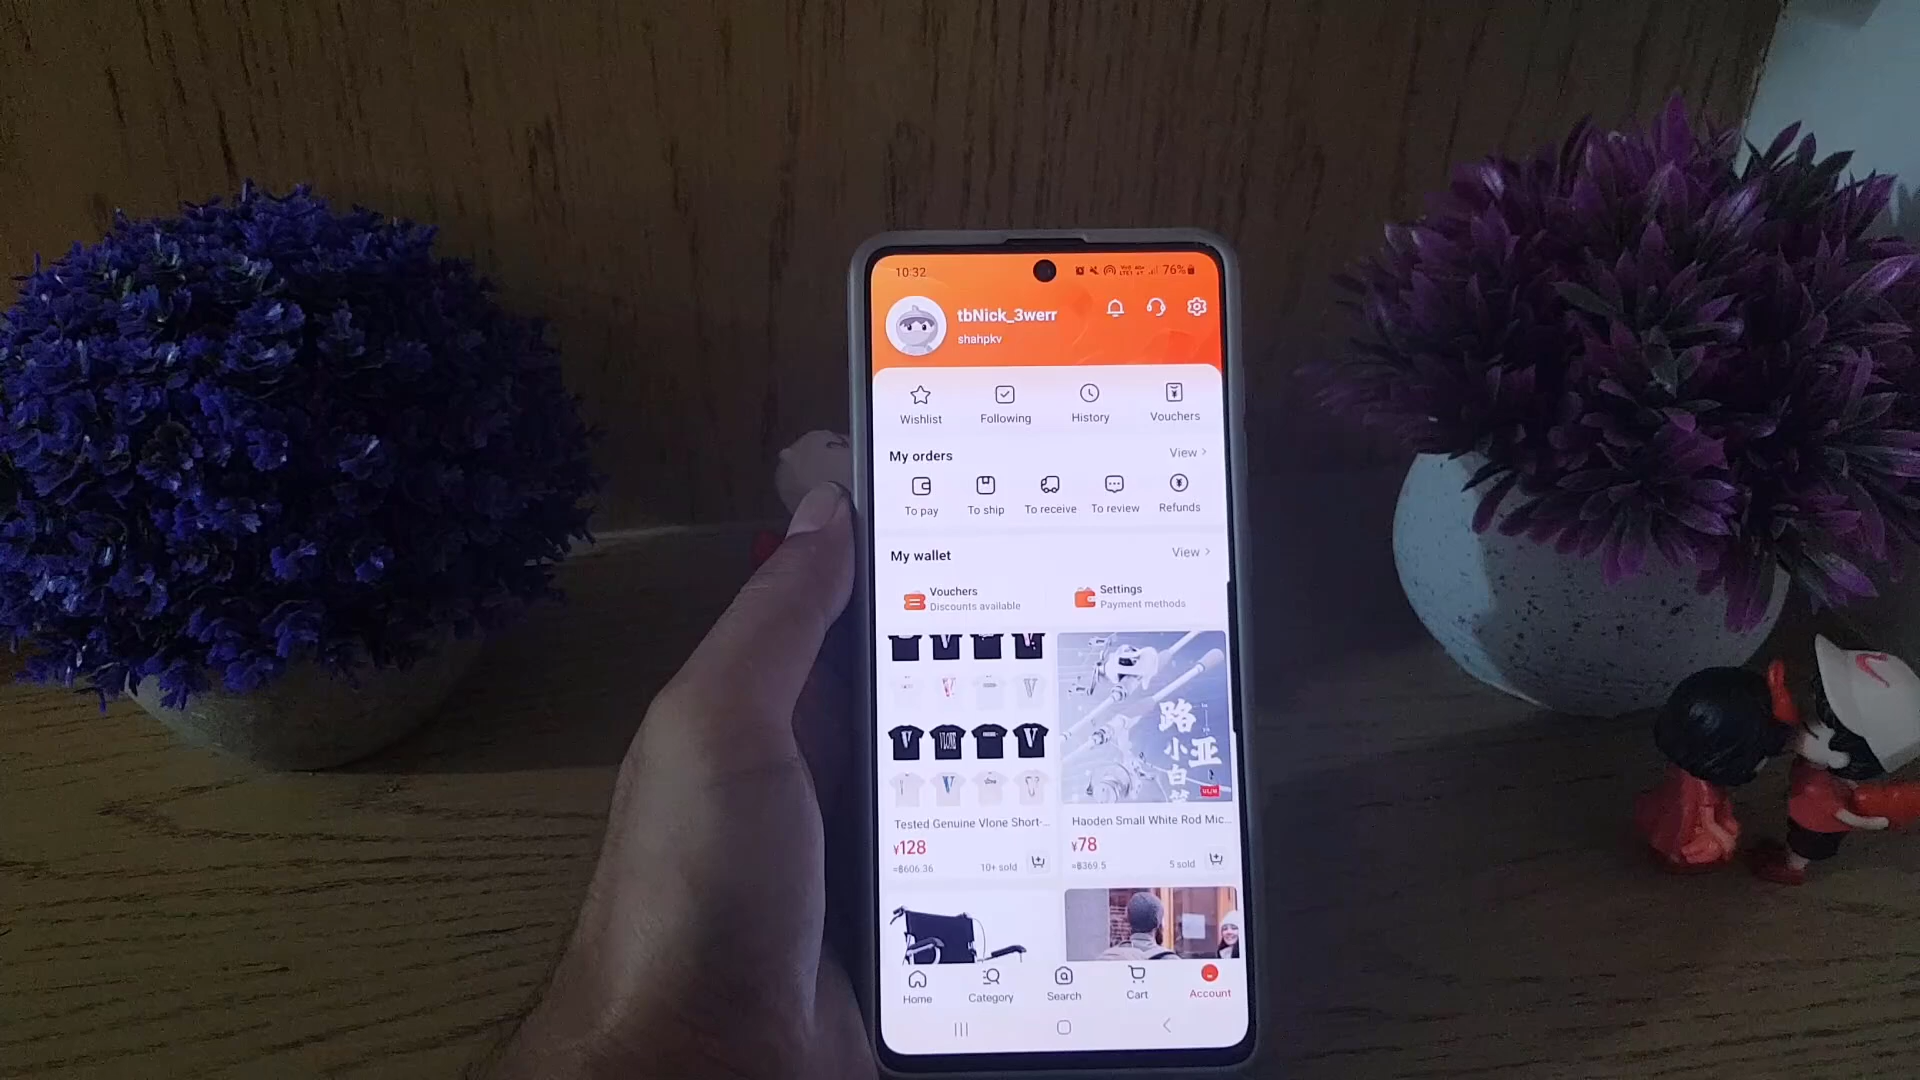 10:32
76%
tbNick_3werr
shahpkv
Wishlist Following History Vouchers
My orders View
To pay To ship To receive To review Refunds
My wallet View
Vouchers
Discounts available
Settings
Payment methods
V VLONE V
路
小亚
白
Tested Genuine Vlone Short-...
¥128
≈฿606.36 10+ sold
Haoden Small White Rod Mic...
¥78
≈฿369.5 5 sold
Home Category Search Cart Account